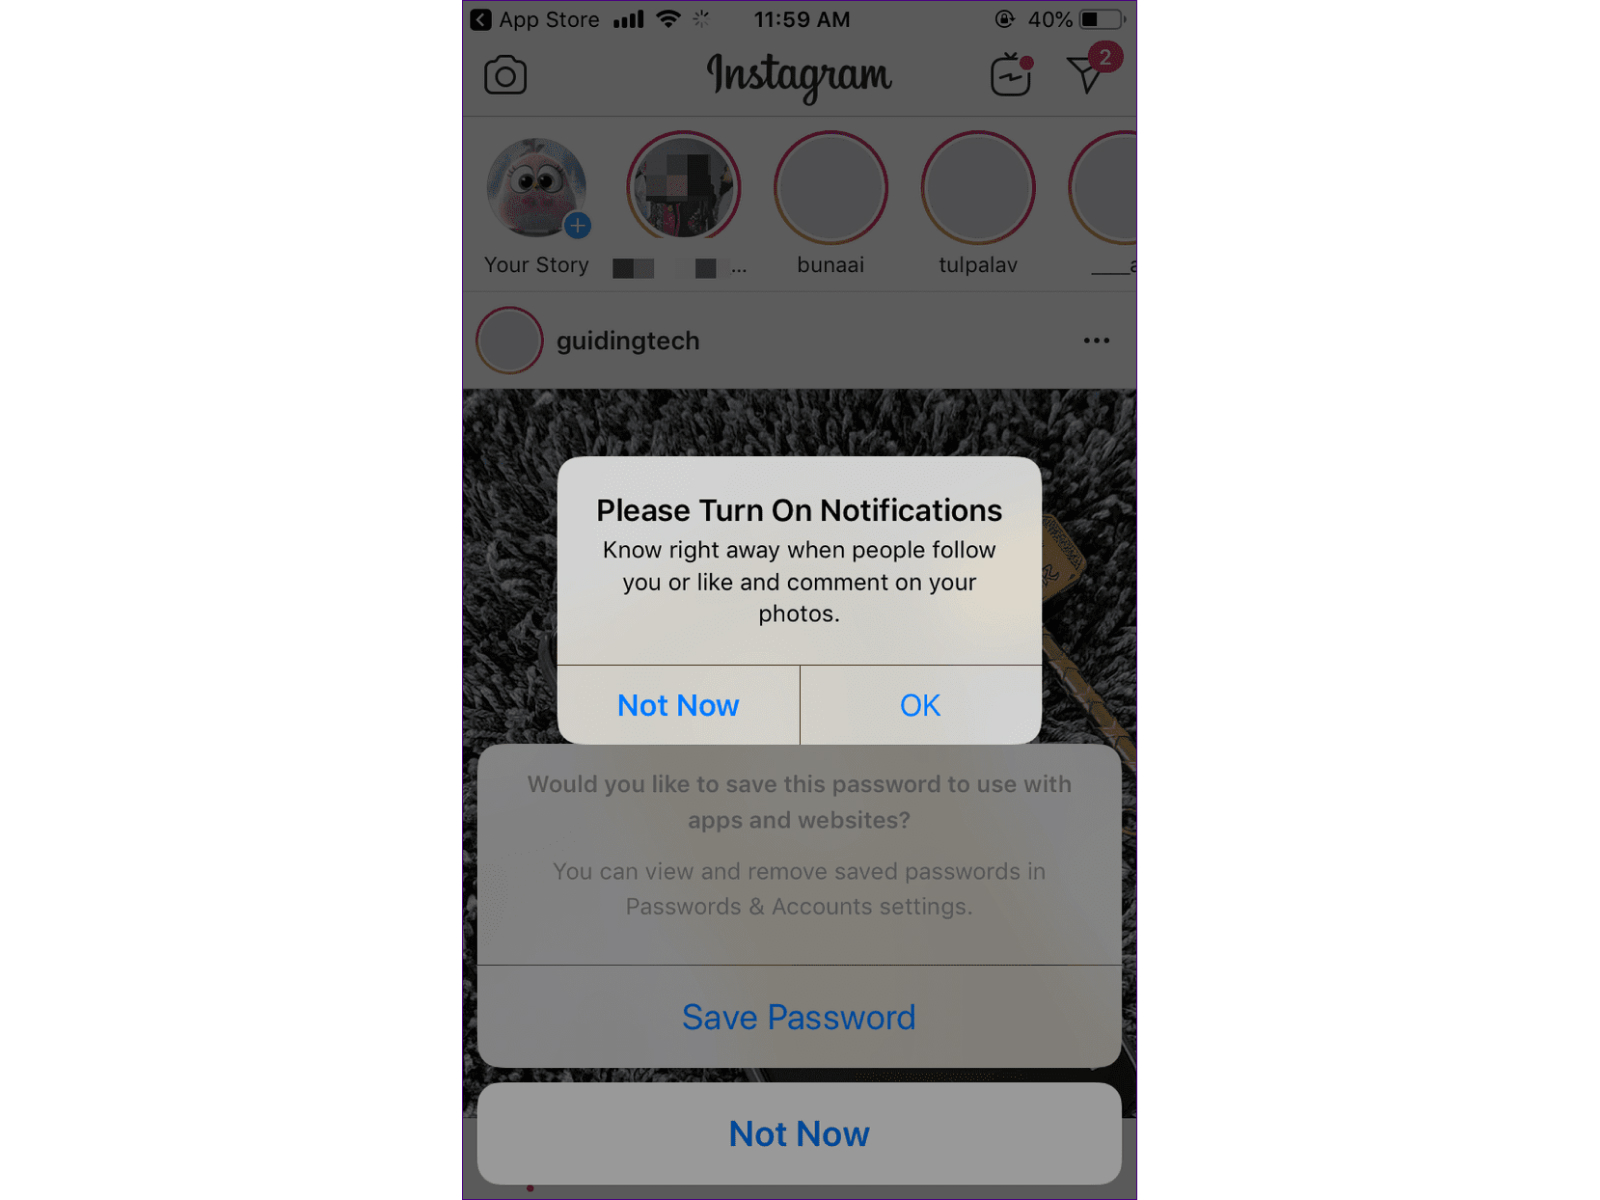 App Store 11:59 AM 40%
Instagram 2
Your Story ... bunaai tulpalav ____a
guidingtech
Please Turn On Notifications
Know right away when people follow
you or like and comment on your
photos.
Not Now OK
Would you like to save this password to use with
apps and websites?
You can view and remove saved passwords in
Passwords & Accounts settings.
Save Password
Not Now